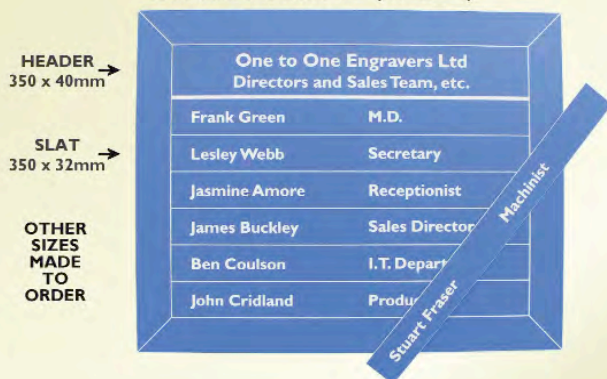 HEADER
350 x 40mm
SLAT
350 x 32mm
OTHER
SIZES
MADE
TO
ORDER
One to One Engravers Ltd
Directors and Sales Team, etc.
Frank Green M.D.
Lesley Webb Secretary
Jasmine Amore Receptionist
James Buckley Sales Director
Ben Coulson I.T. Depart
John Cridland Produ
Stuart Fraser Machinist